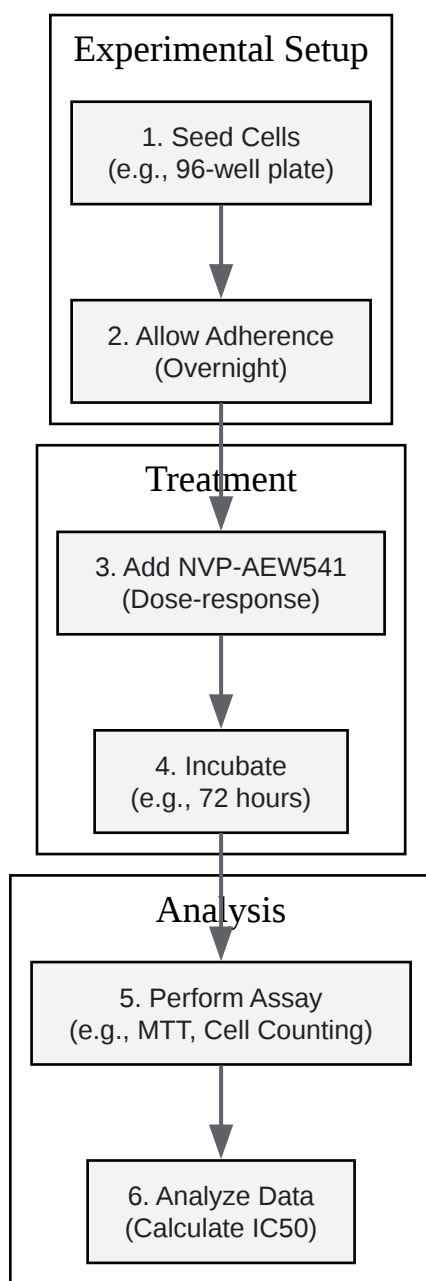 Experimental Setup
1. Seed Cells
(e.g., 96-well plate)
2. Allow Adherence
(Overnight)
Treatment
3. Add NVP-AEW541
(Dose-response)
4. Incubate
(e.g., 72 hours)
Analysis
5. Perform Assay
(e.g., MTT, Cell Counting)
6. Analyze Data
(Calculate IC50)